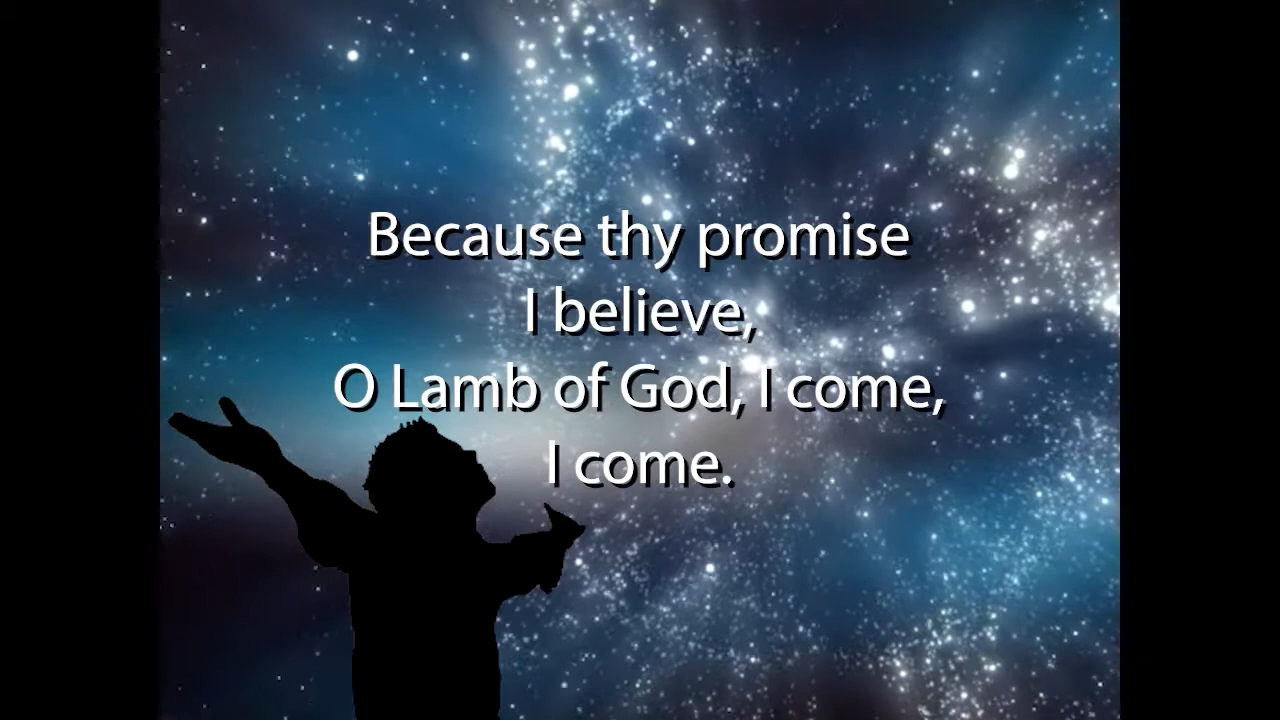 Because thy promise
I believe,
O Lamb of God, I come,
I come.